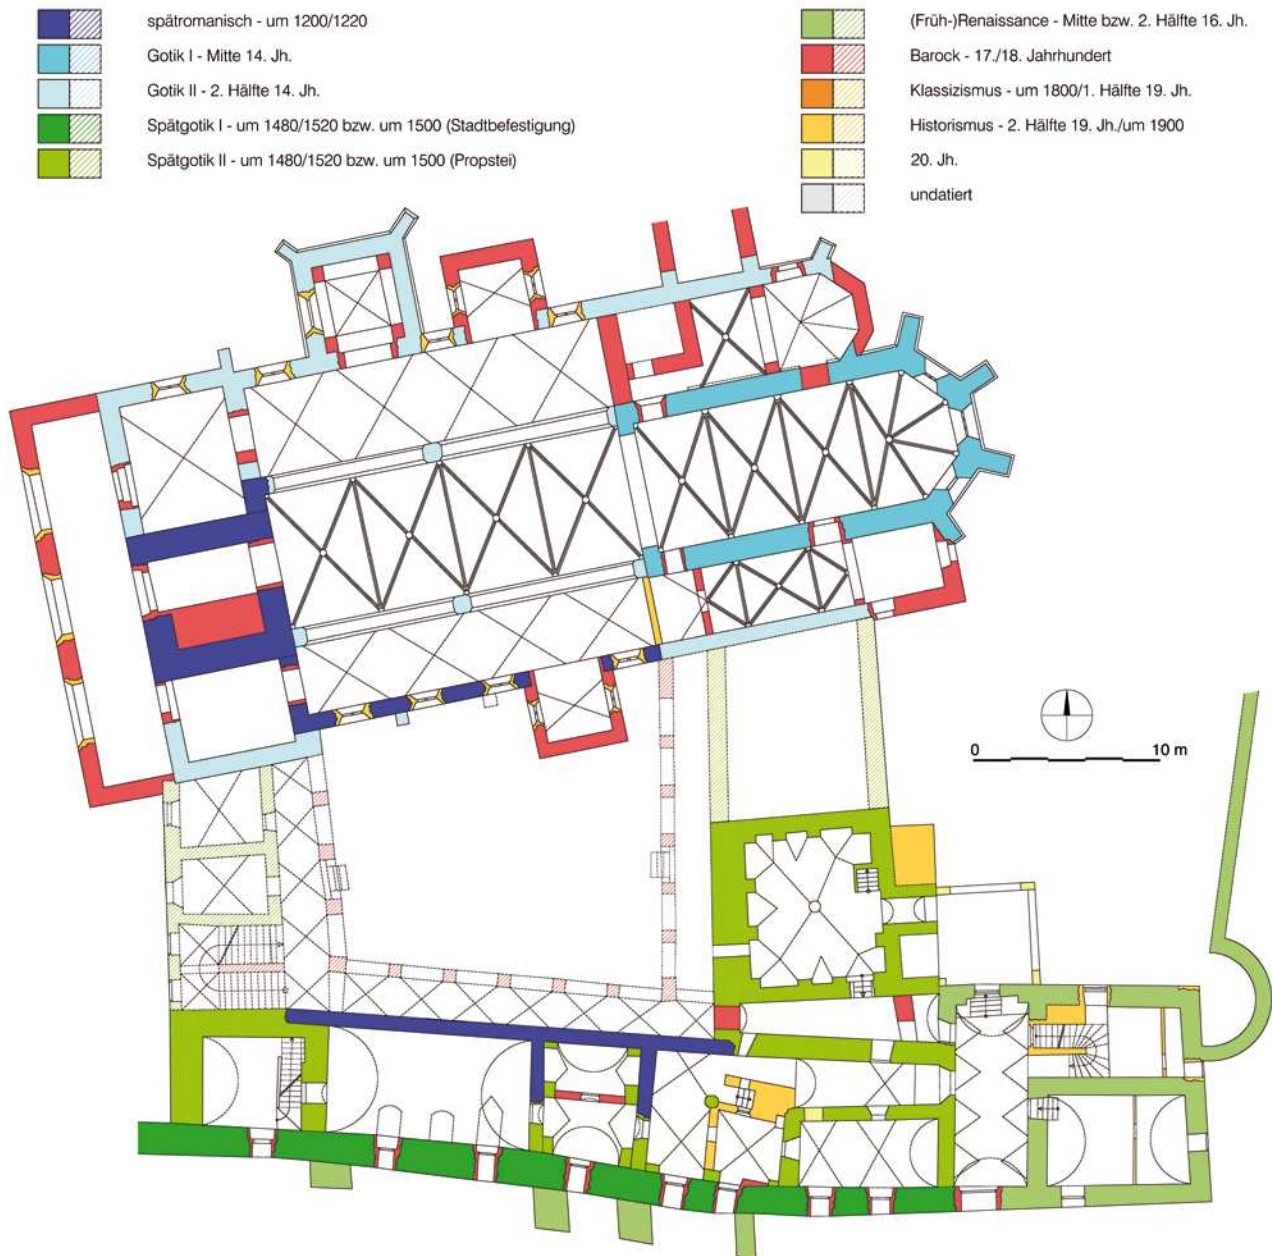 spätromanisch - um 1200/1220
Gotik I - Mitte 14. Jh.
Gotik II - 2. Hälfte 14. Jh.
Spätgotik I - um 1480/1520 bzw. um 1500 (Stadtbefestigung)
Spätgotik II - um 1480/1520 bzw. um 1500 (Propstei)
(Früh-)Renaissance - Mitte bzw. 2. Hälfte 16. Jh.
Barock - 17./18. Jahrhundert
Klassizismus - um 1800/1. Hälfte 19. Jh.
Historismus - 2. Hälfte 19. Jh./um 1900
20. Jh.
undatiert
0 10 m